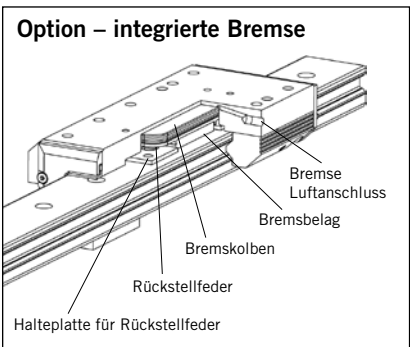 Option – integrierte Bremse
Bremse
Luftanschluss
Bremsbelag
Bremskolben
Rückstellfeder
Halteplatte für Rückstellfeder